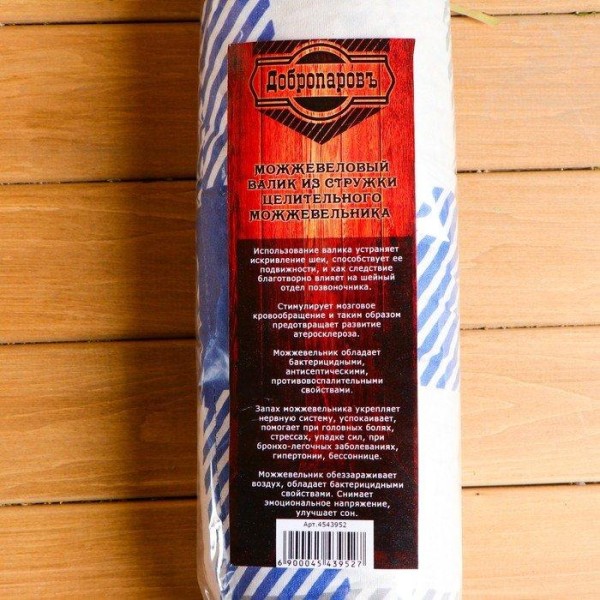 Добропаровъ
МОЖЖЕВЕЛОВЫЙ
ВАЛИК ИЗ СТРУЖКИ
ЦЕЛИТЕЛЬНОГО
МОЖЖЕВЕЛЬНИКА
Использование валика устраняет
искривление шеи, способствует ее
подвижности, и как следствие
благотворно влияет на шейный
отдел позвоночника.
Стимулирует мозговое
кровообращение и таким образом
предотвращает развитие
атеросклероза.
Можжевельник обладает
бактерицидными,
антисептическими,
противовоспалительными
свойствами.
Запах можжевельника укрепляет
нервную систему, успокаивает,
помогает при головных болях,
стрессах, упадке сил, при
бронхо-легочных заболеваниях,
гипертонии, бессоннице.
Можжевельник обеззараживает
воздух, обладает бактерицидными
свойствами. Снимает
эмоциональное напряжение,
улучшает сон.
Арт.4543952
6 900045 439527